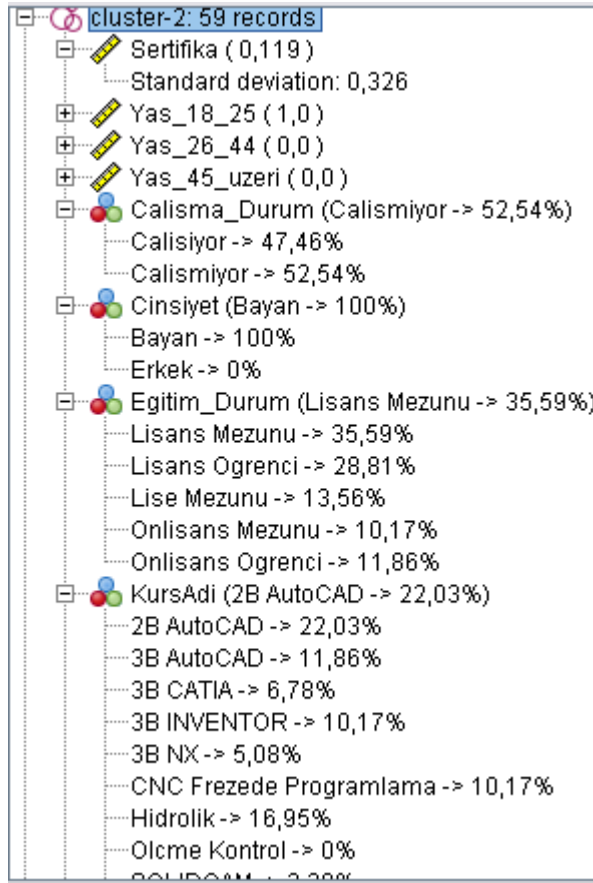 cluster-2: 59 records
Sertifika ( 0,119 )
Standard deviation: 0,326
Yas_18_25 ( 1,0 )
Yas_26_44 ( 0,0 )
Yas_45_uzeri ( 0,0 )
Calisma_Durum (Calismiyor -> 52,54%)
Calisiyor -> 47,46%
Calismiyor -> 52,54%
Cinsiyet (Bayan -> 100%)
Bayan -> 100%
Erkek -> 0%
Egitim_Durum (Lisans Mezunu -> 35,59%)
Lisans Mezunu -> 35,59%
Lisans Ogrenci -> 28,81%
Lise Mezunu -> 13,56%
Onlisans Mezunu -> 10,17%
Onlisans Ogrenci -> 11,86%
KursAdi (2B AutoCAD -> 22,03%)
2B AutoCAD -> 22,03%
3B AutoCAD -> 11,86%
3B CATIA -> 6,78%
3B INVENTOR -> 10,17%
3B NX -> 5,08%
CNC Frezede Programlama -> 10,17%
Hidrolik -> 16,95%
Olcme Kontrol -> 0%